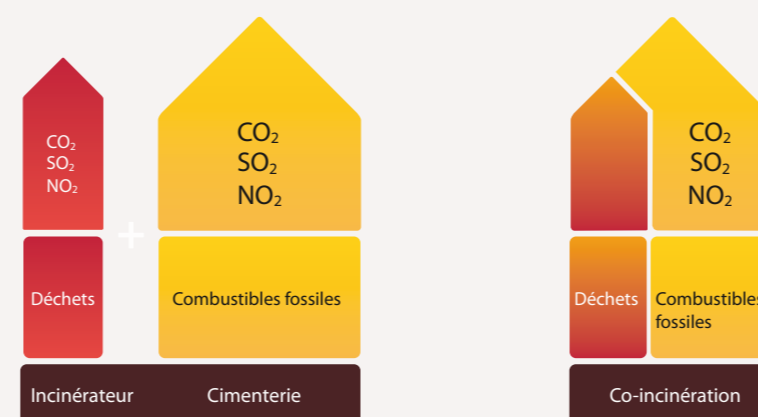 CO₂
SO₂
NO₂
CO₂
SO₂
NO₂
+
Déchets
Combustibles fossiles
Incinérateur
Cimenterie
CO₂
SO₂
NO₂
Déchets
Combustibles
fossiles
Co-incinération